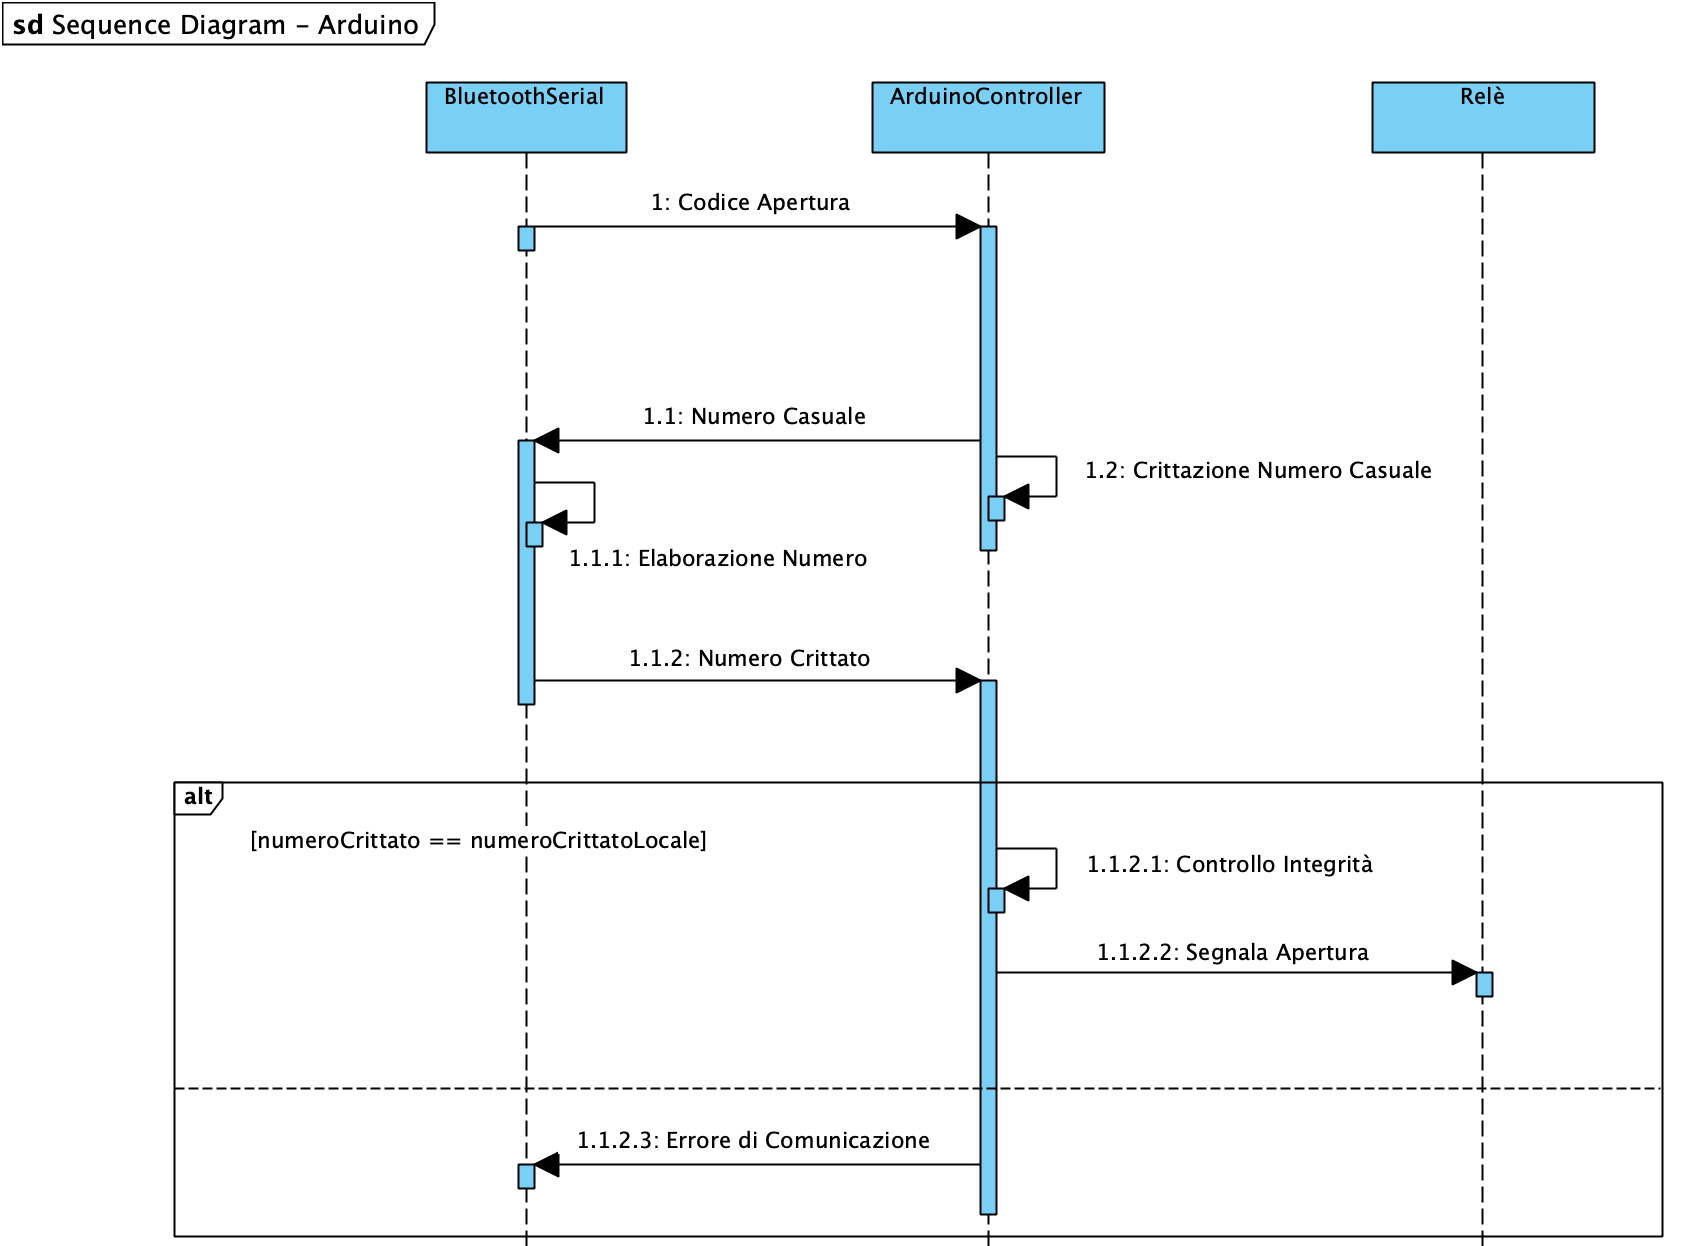 sd Sequence Diagram – Arduino
BluetoothSerial
ArduinoController
Relè
1: Codice Apertura
1.1: Numero Casuale
1.2: Crittazione Numero Casuale
1.1.1: Elaborazione Numero
1.1.2: Numero Crittato
alt
[numeroCrittato == numeroCrittatoLocale]
1.1.2.1: Controllo Integrità
1.1.2.2: Segnala Apertura
1.1.2.3: Errore di Comunicazione